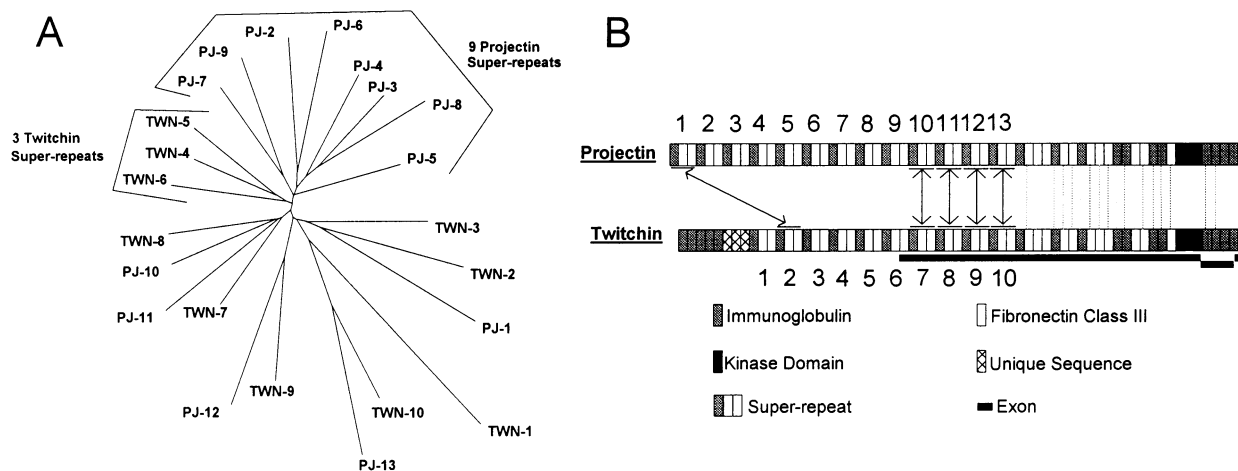 A
PJ-6
PJ-2
PJ-9
PJ-4
PJ-7
PJ-3
PJ-8
9 Projectin
Super-repeats
TWN-5
3 Twitchin
Super-repeats
TWN-4
PJ-5
TWN-6
TWN-3
TWN-8
PJ-10
TWN-2
PJ-11
TWN-7
PJ-1
TWN-9
PJ-12
TWN-10
TWN-1
PJ-13
B
1 2 3 4 5 6 7 8 9 10 11 12 13
Projectin
Twitchin
1 2 3 4 5 6 7 8 9 10
Immunoglobulin
Fibronectin Class III
Kinase Domain
Unique Sequence
Super-repeat
Exon